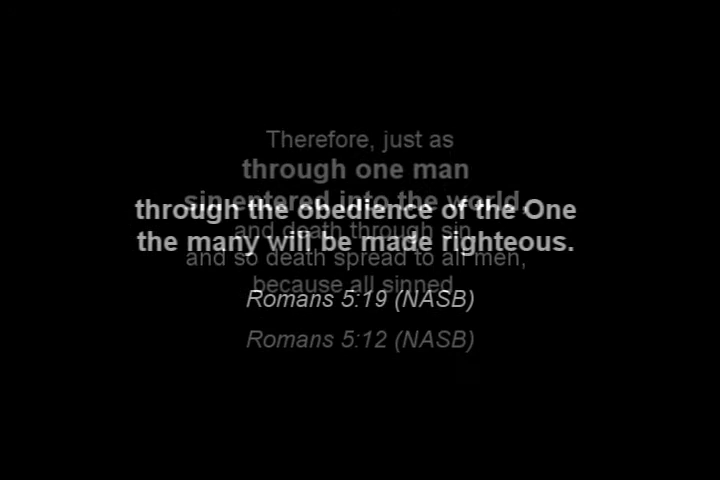 Therefore, just as
through one man
sin entered into the world,
through the obedience of the One
and death through sin,
the many will be made righteous.
and so death spread to all men,
because all sinned
Romans 5:19 (NASB)
Romans 5:12 (NASB)